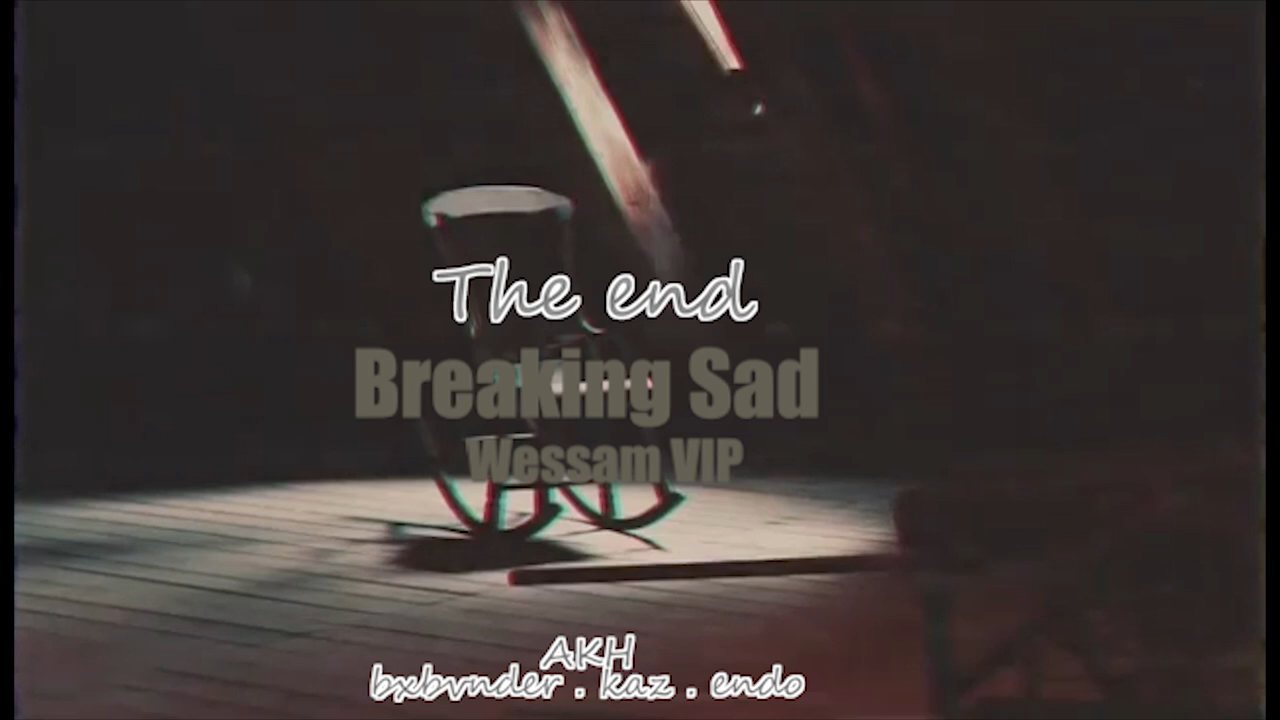 The end
Breaking Sad
Wessam VIP
AKH
bxbvnder . kaz . endo